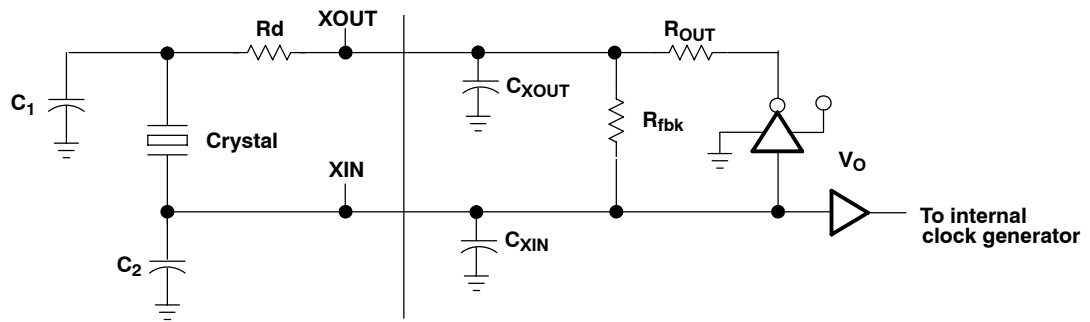 Rd
XOUT
ROUT
C1
CXOUT
Rfbk
Crystal
VO
XIN
To internal
clock generator
CXIN
C2